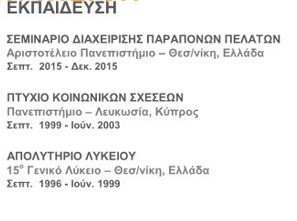 ΕΚΠΑΙΔΕΥΣΗ
ΣΕΜΙΝΑΡΙΟ ΔΙΑΧΕΙΡΙΣΗΣ ΠΑΡΑΠΟΝΩΝ ΠΕΛΑΤΩΝ
Αριστοτέλειο Πανεπιστήμιο – Θεσ/νίκη, Ελλάδα
Σεπτ. 2015 - Δεκ. 2015
ΠΤΥΧΙΟ ΚΟΙΝΩΝΙΚΩΝ ΣΧΕΣΕΩΝ
Πανεπιστήμιο – Λευκωσία, Κύπρος
Σεπτ. 1999 - Ιούν. 2003
ΑΠΟΛΥΤΗΡΙΟ ΛΥΚΕΙΟΥ
15° Γενικό Λύκειο – Θεσ/νίκη, Ελλάδα
Σεπτ. 1996 - Ιούν. 1999